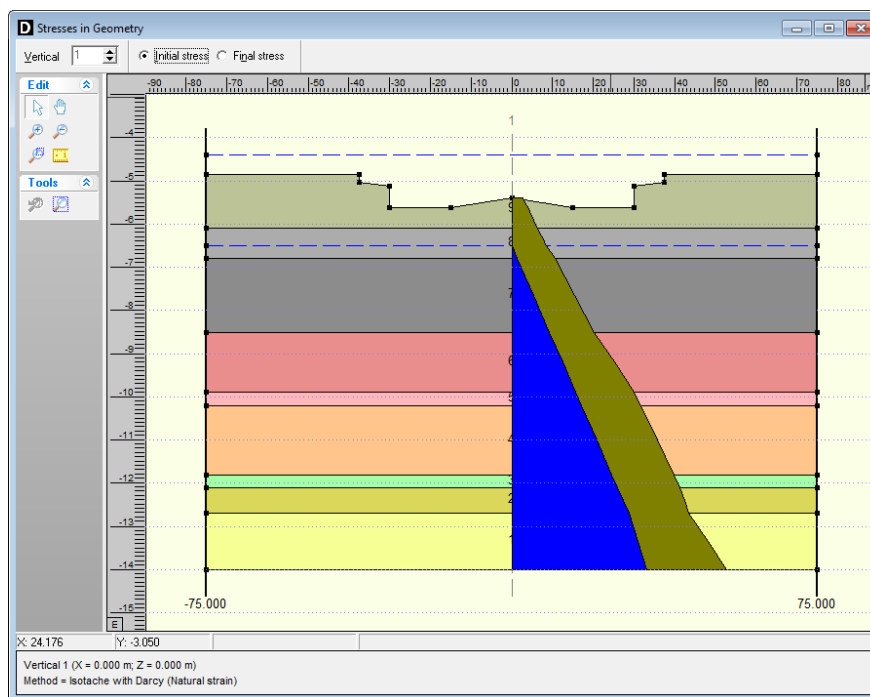 D Stresses in Geometry
Vertical 1 Initial stress Final stress
Edit
Tools
-90 -80 -70 -60 -50 -40 -30 -20 -10 0 10 20 30 40 50 60 70 80
1
-4
-5
9
-6
8
-7
7
-8
-9
6
-10
5
-11
4
-12
3
2
-13
1
-14
-75.000 75.000
-15
E
X: 24.176 Y: -3.050
Vertical 1 (X = 0.000 m; Z = 0.000 m)
Method = Isotache with Darcy (Natural strain)